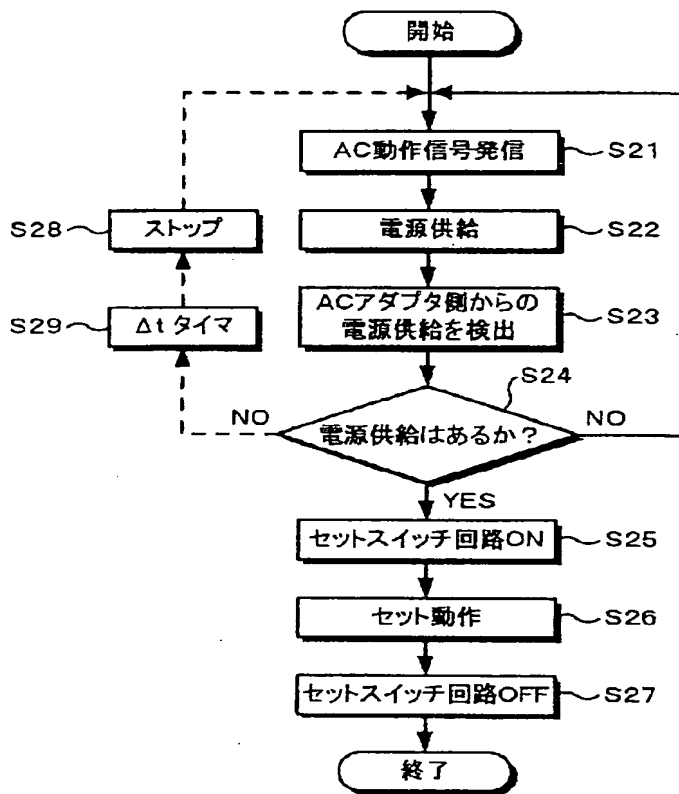 開始
AC動作信号発信
S21
電源供給
S22
ACアダプタ側からの
電源供給を検出
S23
S28
ストップ
S29
Δtタイマ
S24
NO
電源供給はあるか？
NO
YES
セットスイッチ回路ON
S25
セット動作
S26
セットスイッチ回路OFF
S27
終了